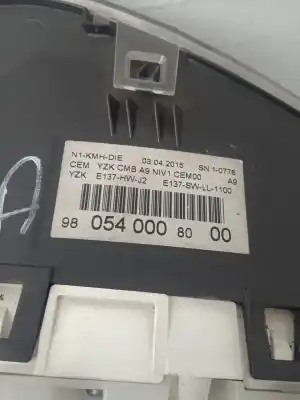 N1-KMH-DIE 03.04.2015 SN 1-0776
CEM YZK CMB A9 NIV1 CEM00
YZK E137-HW-J2 E137-SW-LL-1100 A9
98 054 000 80 00
A